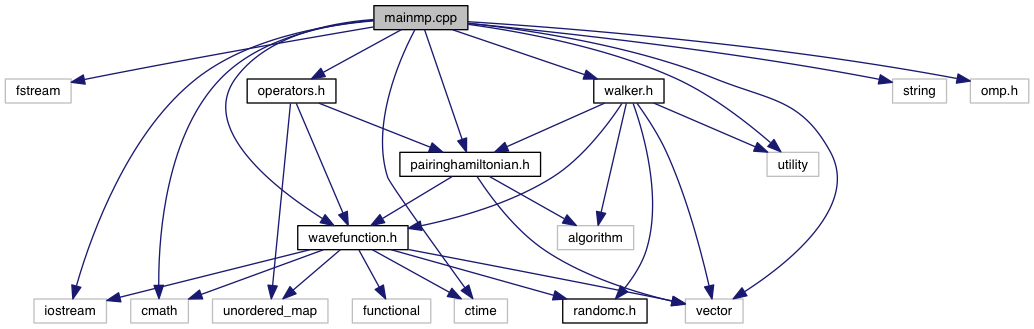 mainmp.cpp
fstream
operators.h
walker.h
string
omp.h
pairinghamiltonian.h
utility
wavefunction.h
algorithm
iostream
cmath
unordered_map
functional
ctime
randomc.h
vector